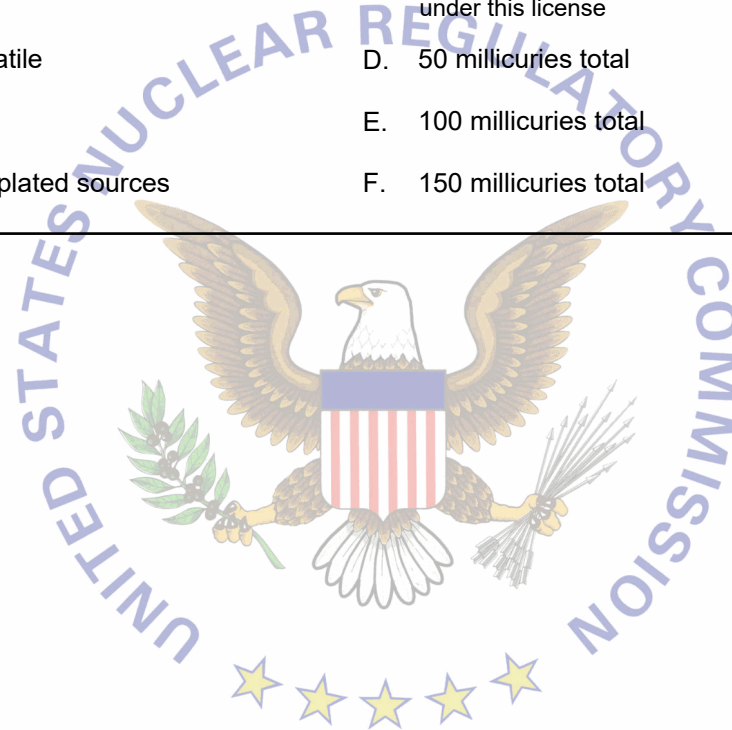 under this license
atile D. 50 millicuries total
E. 100 millicuries total
plated sources F. 150 millicuries total
UNITED STATES NUCLEAR REGULATORY COMMISSION